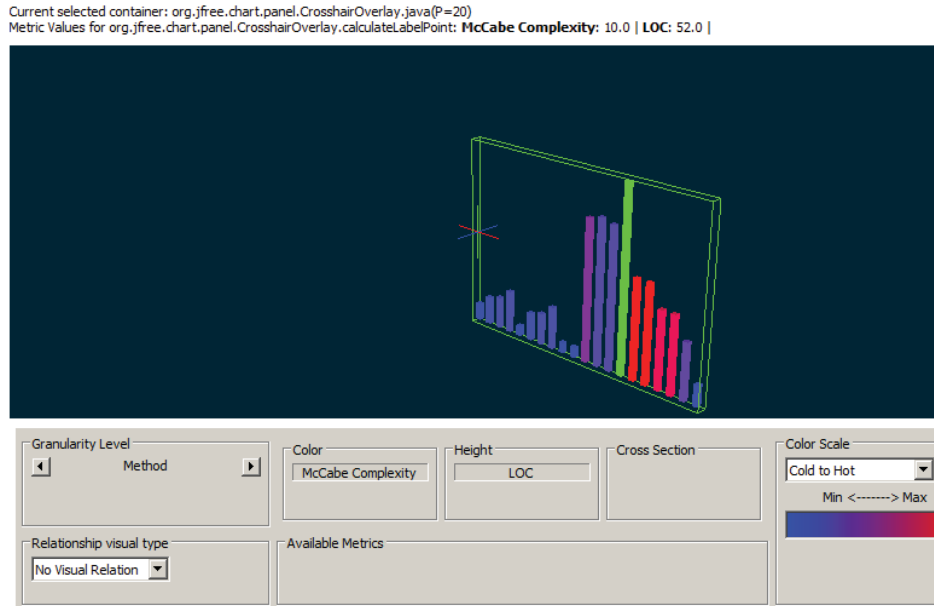 Current selected container: org.jfree.chart.panel.CrosshairOverlay.java(P=20)
Metric Values for org.jfree.chart.panel.CrosshairOverlay.calculateLabelPoint: McCabe Complexity: 10.0 | LOC: 52.0 |
Granularity Level
Method
Color
McCabe Complexity
Height
LOC
Cross Section
Color Scale
Cold to Hot
Min <-------> Max
Relationship visual type
No Visual Relation
Available Metrics